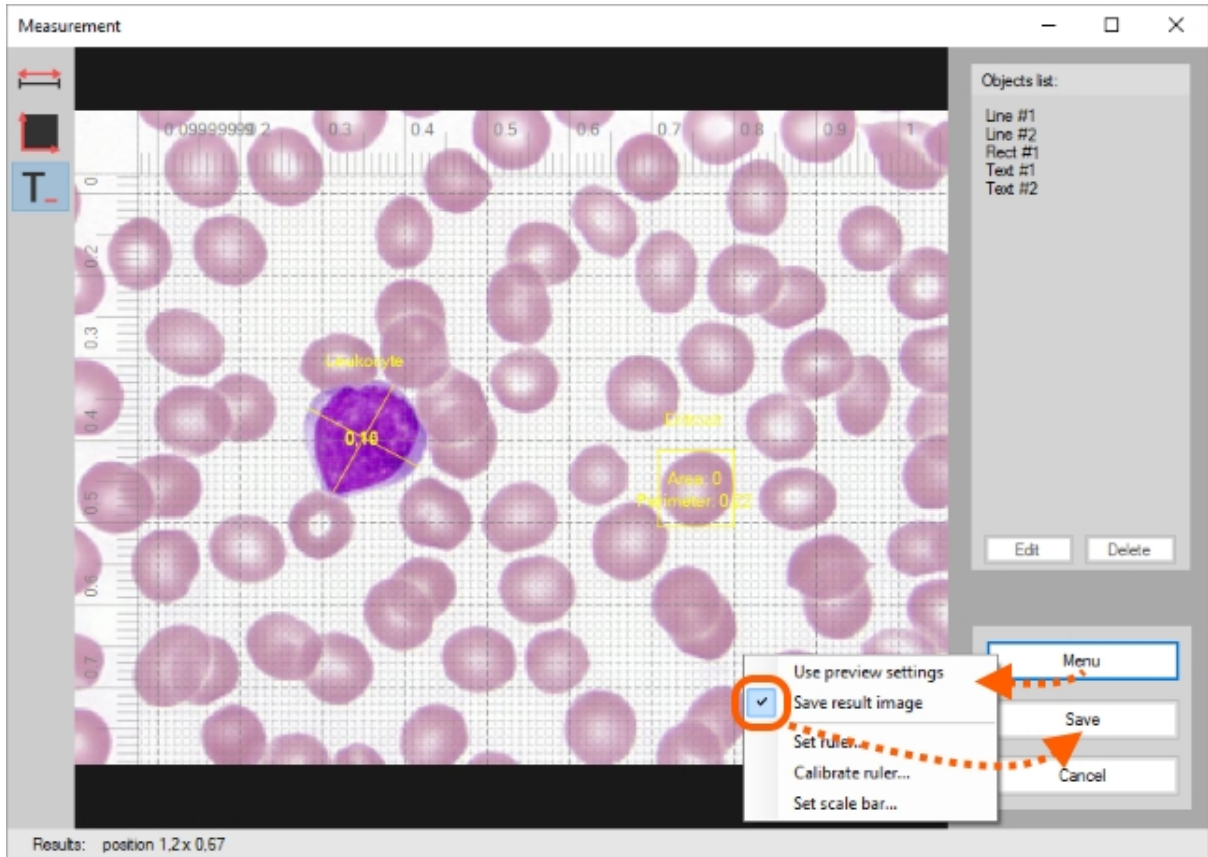 Measurement
T_
Objects list:
Line #1
Line #2
Rect #1
Text #1
Text #2
0.09999999 0.2 0.3 0.4 0.5 0.6 0.7 0.8 0.9 1
0
0.2
0.3
0.4
0.5
0.6
0.7
Leukocyte
Area: 0
Perimeter: 0,22
Edit Delete
Menu
Save
Cancel
Use preview settings
Save result image
Set ruler...
Calibrate ruler...
Set scale bar...
Results: position 1,2 x 0,67